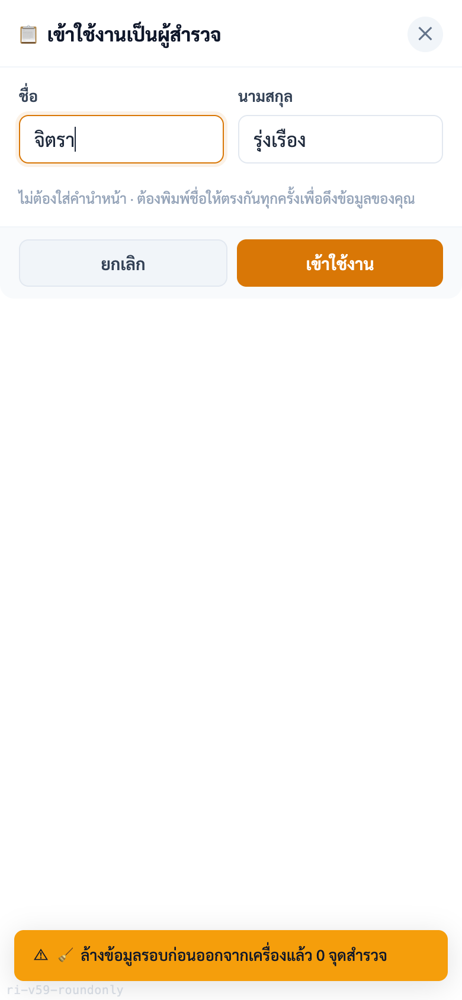 เข้าใช้งานเป็นผู้สำรวจ
ชื่อ
นามสกุล
จิตรา
รุ่งเรือง
ไม่ต้องใส่คำนำหน้า · ต้องพิมพ์ชื่อให้ตรงกันทุกครั้งเพื่อดึงข้อมูลของคุณ
ยกเลิก
เข้าใช้งาน
ล้างข้อมูลรอบก่อนออกจากเครื่องแล้ว 0 จุดสำรวจ
ri-v59-roundonly